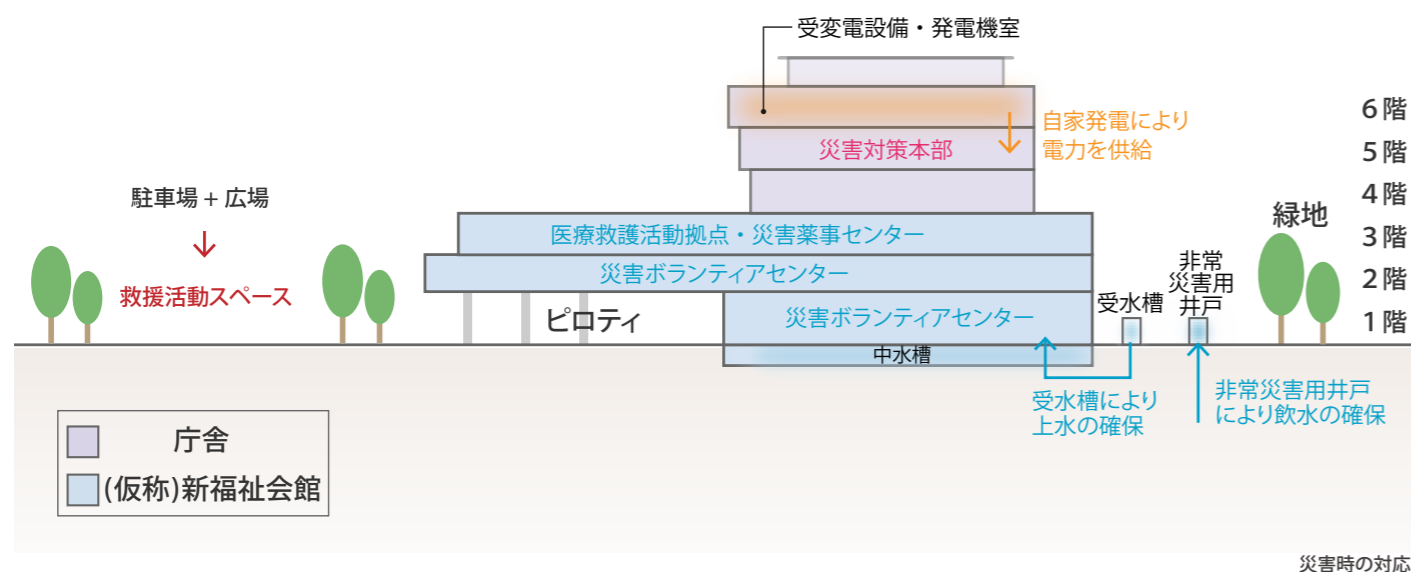 受変電設備・発電機室
6階
自家発電により
電力を供給
災害対策本部
5階
4階
駐車場 + 広場
緑地
医療救護活動拠点・災害薬事センター
3階
救援活動スペース
災害ボランティアセンター
非常
災害用
井戸
2階
ピロティ
災害ボランティアセンター
受水槽
1階
中水槽
受水槽により
上水の確保
非常災害用井戸
により飲水の確保
庁舎
(仮称)新福祉会館
災害時の対応